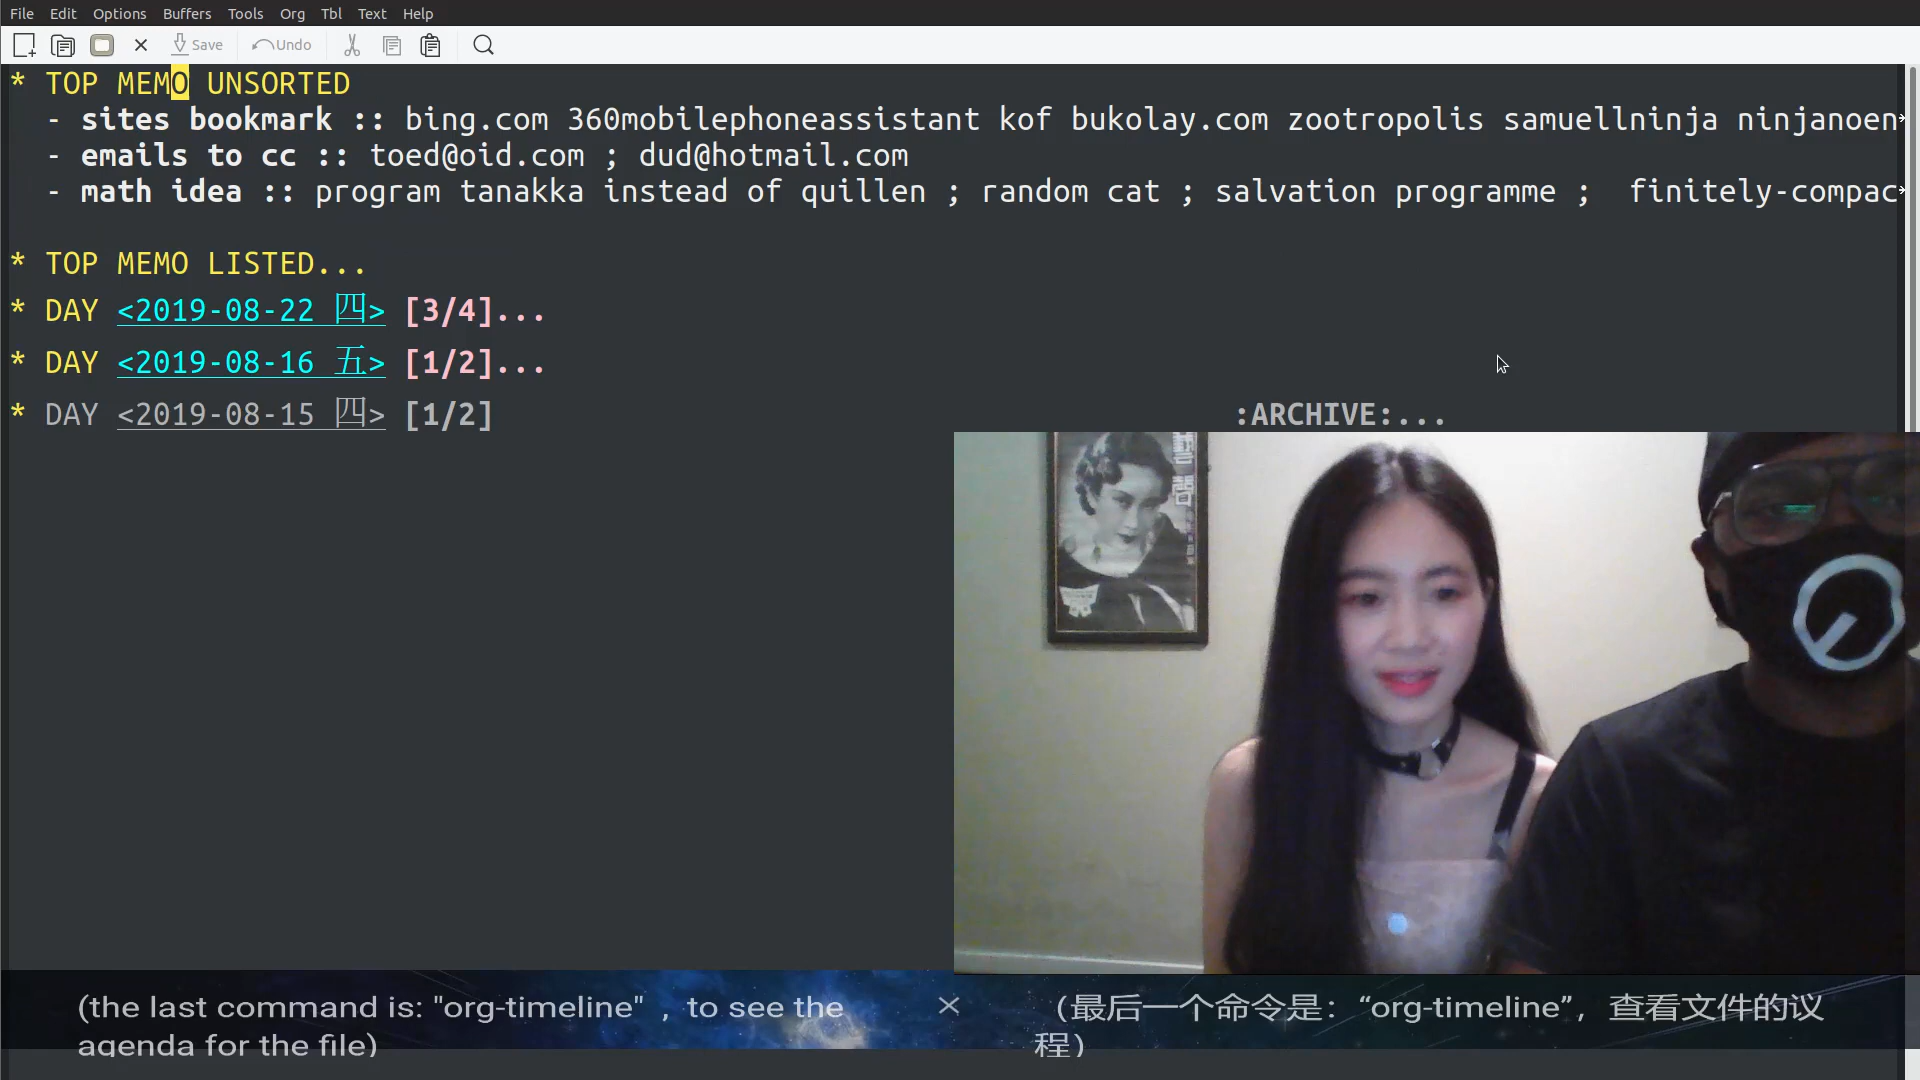 File Edit Options Buffers Tools Org Tbl Text Help
Save Undo
* TOP MEMO UNSORTED
- sites bookmark :: bing.com 360mobilephoneassistant kof bukolay.com zootropolis samuellninja ninjanoen
- emails to cc :: toed@oid.com ; dud@hotmail.com
- math idea :: program tanakka instead of quillen ; random cat ; salvation programme ; finitely-compac
* TOP MEMO LISTED...
* DAY <2019-08-22 四> [3/4]...
* DAY <2019-08-16 五> [1/2]...
* DAY <2019-08-15 四> [1/2] :ARCHIVE:...
(the last command is: "org-timeline" , to see the
agenda for the file)
(最后一个命令是：“org-timeline”，查看文件的议
程)